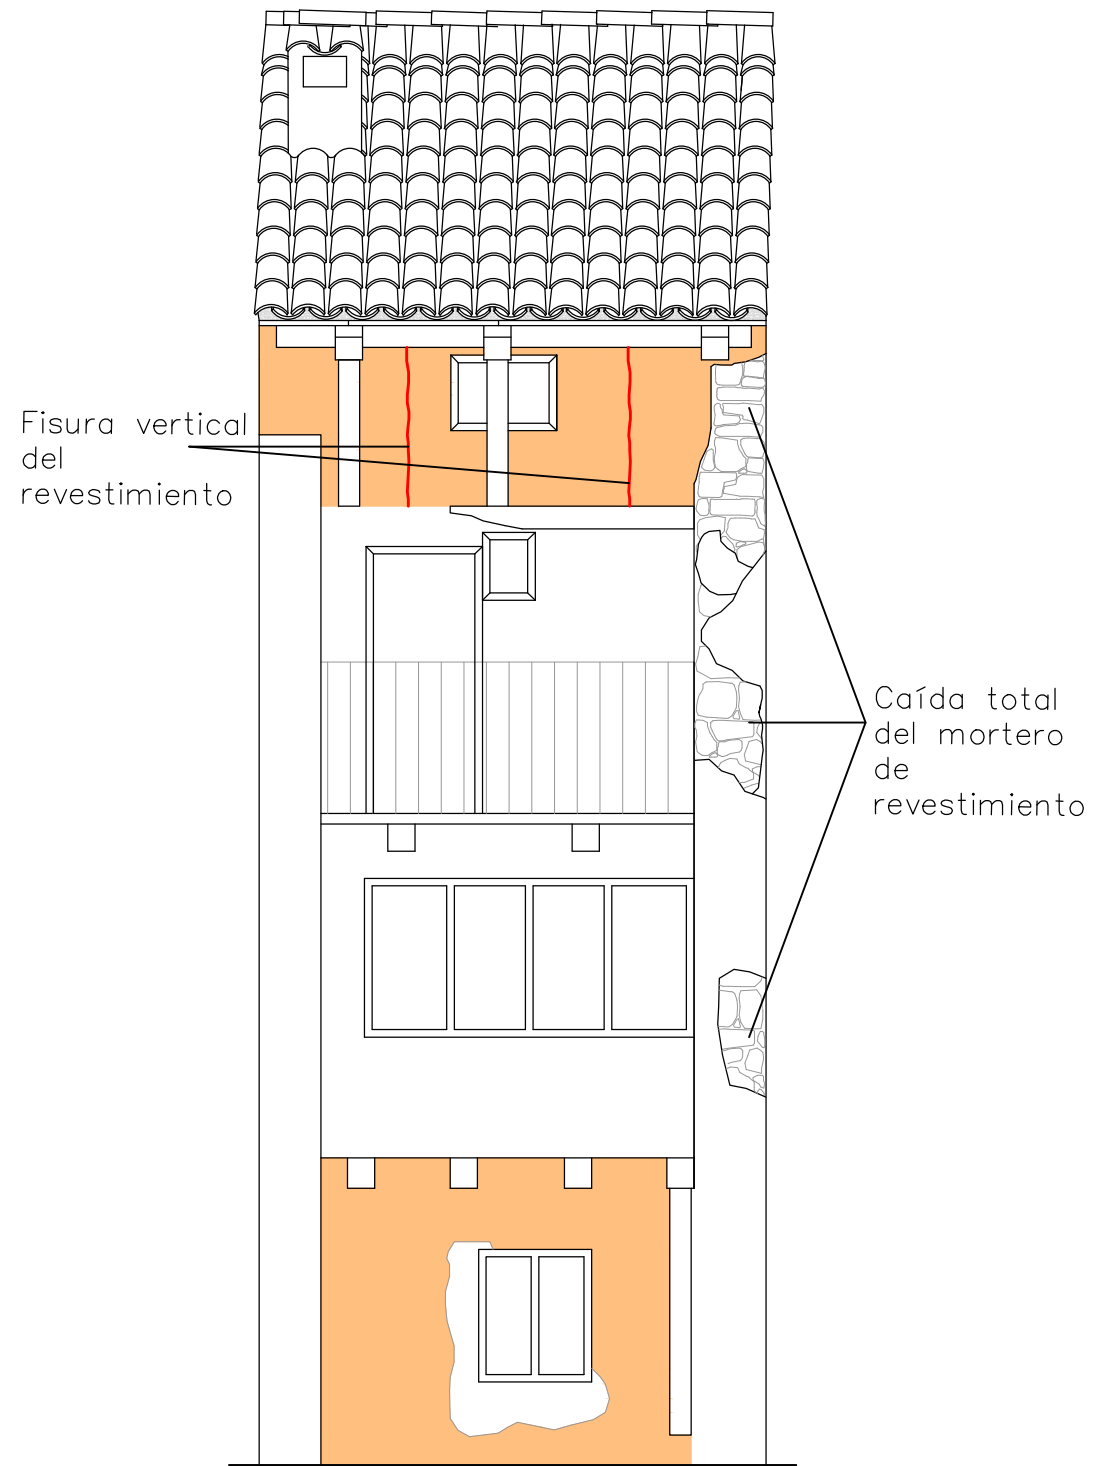 Fisura vertical
del
revestimiento
Caída total
del mortero
de
revestimiento